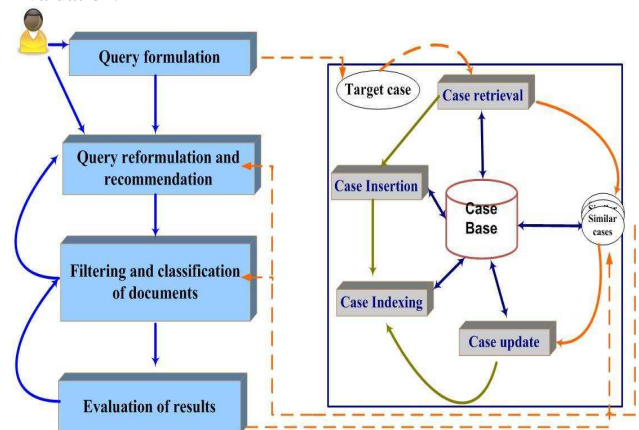 Query formulation
Query reformulation and
recommendation
Filtering and classification
of documents
Evaluation of results
Target case
Case retrieval
Case Insertion
Case
Base
Similar
cases
Case Indexing
Case update